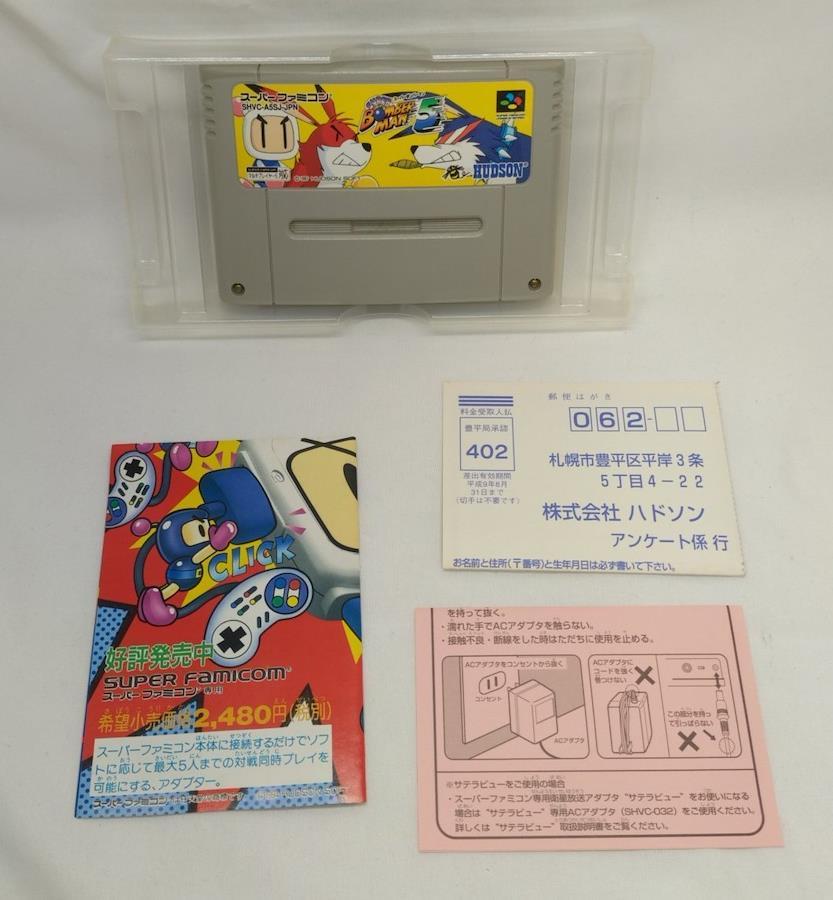 スーパーファミコン
SHVC-A5SJ-JPN
BOMBER
MAN 5
SUPER FAMICOM
HUDSON
HUDSON SOFT
郵便はがき
料金受取人払
豊平局承認
402
差出有効期間
平成9年8月
31日まで
(切手は不要です)
062-
札幌市豊平区平岸3条
5丁目4-22
株式会社 ハドソン
アンケート係 行
お名前と住所(〒番号)と生年月日は必ず書いて下さい。
CLICK
好評発売中
SUPER FAMICOM
スーパーファミコン専用
希望小売価格2,480円(税別)
スーパーファミコン本体に接続するだけでソフ
トに応じて最大5人までの対戦同時プレイを
可能にする、アダプター。
を持って抜く。
・濡れた手でACアダプタを触らない。
・接触不良・断線をした時はただちに使用を止める。
ACアダプタをコンセントから抜く
コンセント
ACアダプタ
ACアダプタに
コードを強く
巻つけない
この部分を持っ
て引っぱらない
※サテラビューをご使用の場合
・スーパーファミコン専用衛星放送アダプタ“サテラビュー”をお使いになる
場合は“サテラビュー”専用ACアダプタ(SHVC-032)をご使用ください。
詳しくは“サテラビュー”取扱説明書をご覧ください。